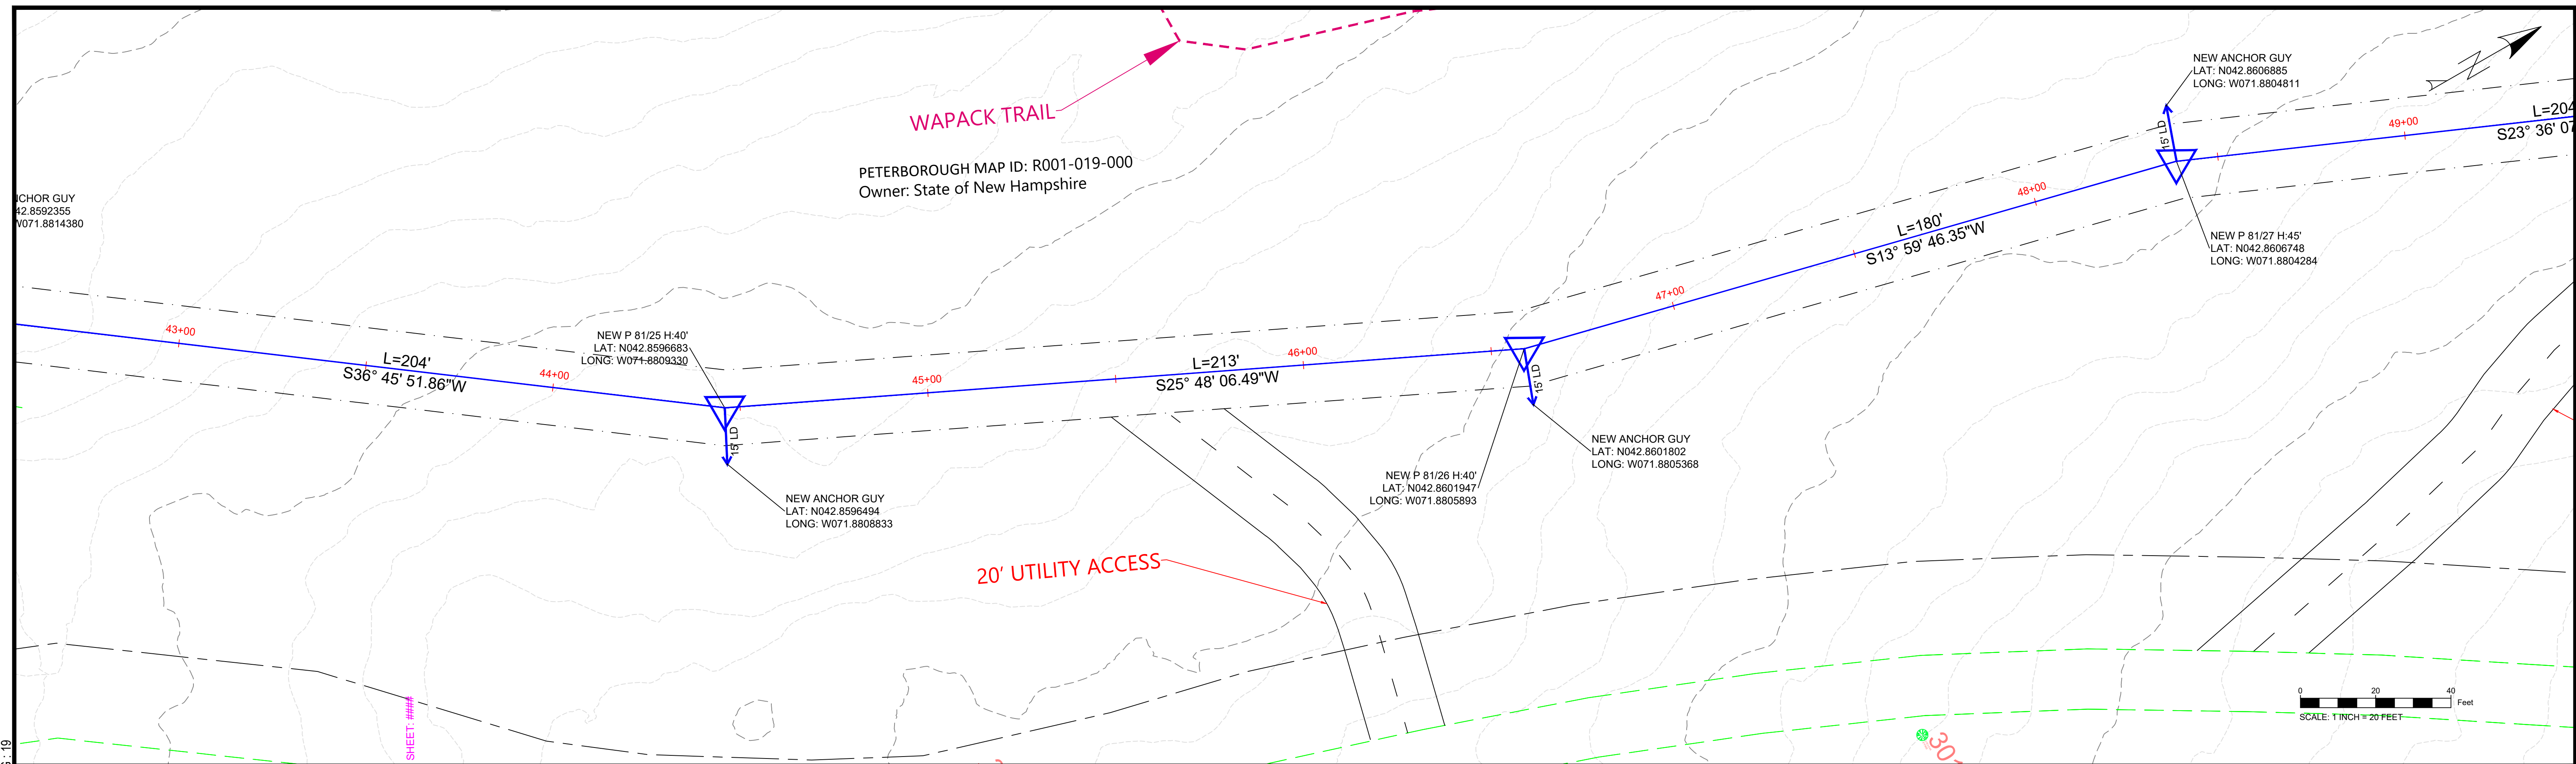 WAPACK TRAIL
PETERBOROUGH MAP ID: R001-019-000
Owner: State of New Hampshire
NCHOR GUY
42.8592355
W071.8814380
43+00
L=204'
S36° 45' 51.86"W
44+00
NEW P 81/25 H:40'
LAT: N042.8596683
LONG: W071.8809330
15' LD
NEW ANCHOR GUY
LAT: N042.8596494
LONG: W071.8808833
45+00
L=213'
S25° 48' 06.49"W
46+00
NEW P 81/26 H:40'
LAT: N042.8601947
LONG: W071.8805893
15' LD
NEW ANCHOR GUY
LAT: N042.8601802
LONG: W071.8805368
47+00
L=180'
S13° 59' 46.35"W
48+00
NEW ANCHOR GUY
LAT: N042.8606885
LONG: W071.8804811
15' LD
NEW P 81/27 H:45'
LAT: N042.8606748
LONG: W071.8804284
49+00
L=204
S23° 36' 07
N
20' UTILITY ACCESS
SHEET: ####
: 19
0 20 40
Feet
SCALE: 1 INCH = 20 FEET